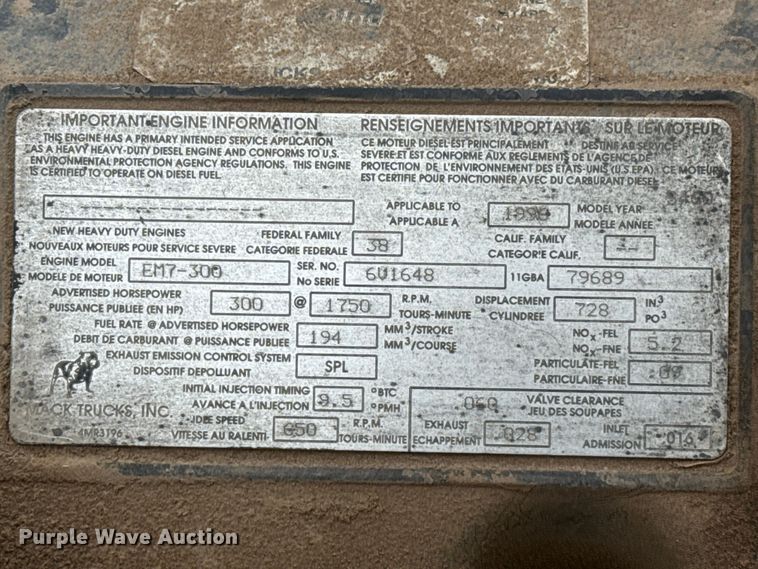 IMPORTANT ENGINE INFORMATION
THIS ENGINE HAS A PRIMARY INTENDED SERVICE APPLICATION
AS A HEAVY HEAVY-DUTY DIESEL ENGINE AND CONFORMS TO U.S.
ENVIRONMENTAL PROTECTION AGENCY REGULATIONS. THIS ENGINE
IS CERTIFIED TO OPERATE ON DIESEL FUEL.
RENSEIGNEMENTS IMPORTANTS SUR LE MOTEUR
CE MOTEUR DIESEL EST PRINCIPALEMENT DESTINE AU SERVICE
SEVERE ET EST CONFORME AUX REGLEMENTS DE L'AGENCE DE
PROTECTION DE L'ENVIRONNEMENT DES ETATS-UNIS (U.S. EPA). CE MOTEUR
EST CERTIFIE POUR FONCTIONNER AVEC DU CARBURANT DIESEL
APPLICABLE TO
APPLICABLE A
1990
MODEL YEAR
MODELE ANNÉE
NEW HEAVY DUTY ENGINES
NOUVEAUX MOTEURS POUR SERVICE SEVERE
FEDERAL FAMILY
CATEGORIE FEDERALE
38
CALIF. FAMILY
CATEGORIE CALIF.
ENGINE MODEL
MODELE DE MOTEUR
EM7-300
SER. NO.
No SERIE
6U1648
11GBA
79689
ADVERTISED HORSEPOWER
PUISSANCE PUBLIEE (EN HP)
300
@
1750
R.P.M.
TOURS-MINUTE
DISPLACEMENT
CYLINDREE
728
IN³
PO³
FUEL RATE @ ADVERTISED HORSEPOWER
DEBIT DE CARBURANT @ PUISSANCE PUBLIEE
194
MM³/STROKE
MM³/COURSE
NOx-FEL
NOx-FNE
5.2
EXHAUST EMISSION CONTROL SYSTEM
DISPOSITIF DEPOLLUANT
SPL
PARTICULATE-FEL
PARTICULAIRE-FNE
MACK TRUCKS, INC.
4MR3196
INITIAL INJECTION TIMING
AVANCE A L'INJECTION
9.5
°BTC
°PMH
VALVE CLEARANCE
JEU DES SOUPAPES
IDLE SPEED
VITESSE AU RALENTI
650
R.P.M.
TOURS-MINUTE
EXHAUST
ECHAPPEMENT
.028
INLET
ADMISSION
.016
Purple Wave Auction